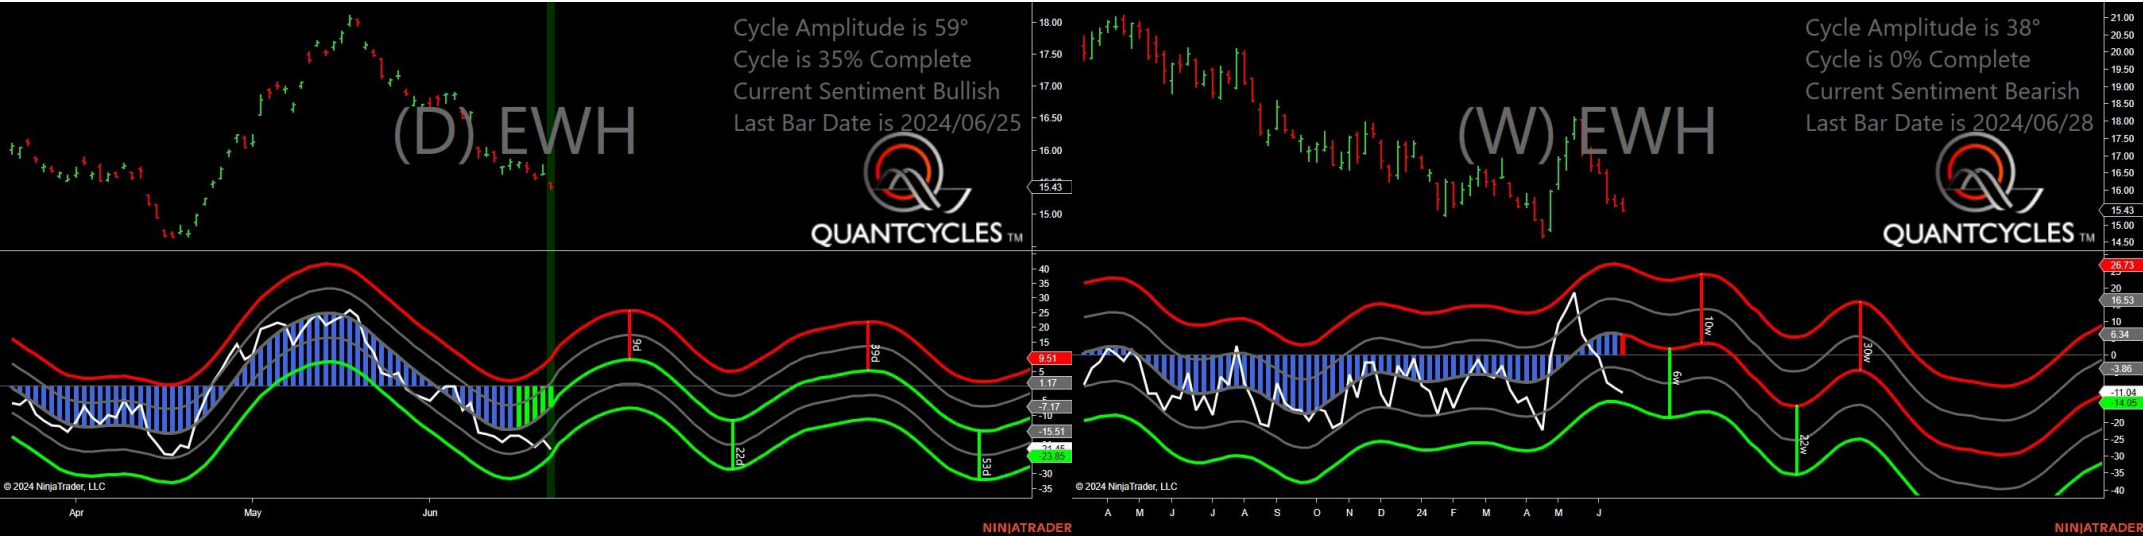 Cycle Amplitude is 59°
Cycle is 35% Complete
Current Sentiment Bullish
Last Bar Date is 2024/06/25
(D) EWH
QUANTCYCLES TM
18.00
17.50
17.00
16.50
16.00
15.43
15.00
40
35
30
25
20
15
9.51
5
1.17
-7.17
-10
-15.51
-23.85
-30
-35
9d
22d
39d
53d
© 2024 NinjaTrader, LLC
Apr May Jun
NINJATRADER
Cycle Amplitude is 38°
Cycle is 0% Complete
Current Sentiment Bearish
Last Bar Date is 2024/06/28
(W) EWH
QUANTCYCLES TM
21.00
20.50
20.00
19.50
19.00
18.50
18.00
17.50
17.00
16.50
16.00
15.43
15.00
14.50
26.73
20
16.53
10
6.34
0
-3.86
-11.04
-14.05
-20
-25
-30
-35
-40
6w
10w
22w
30w
© 2024 NinjaTrader, LLC
A M J J A S O N D 24 F M A M J
NINJATRADER